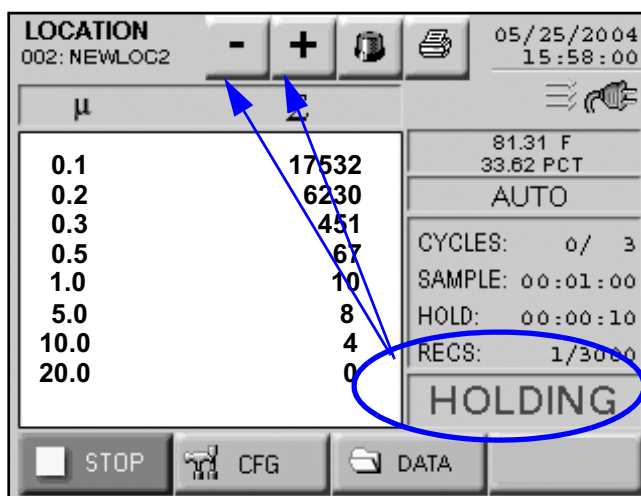 LOCATION
002: NEWLOC2
- +
05/25/2004
15:58:00
μ Σ
0.1 17532
0.2 6230
0.3 451
0.5 67
1.0 10
5.0 8
10.0 4
20.0 0
81.31 F
33.62 PCT
AUTO
CYCLES: 0/ 3
SAMPLE: 00:01:00
HOLD: 00:00:10
RECS: 1/3000
HOLDING
STOP CFG DATA